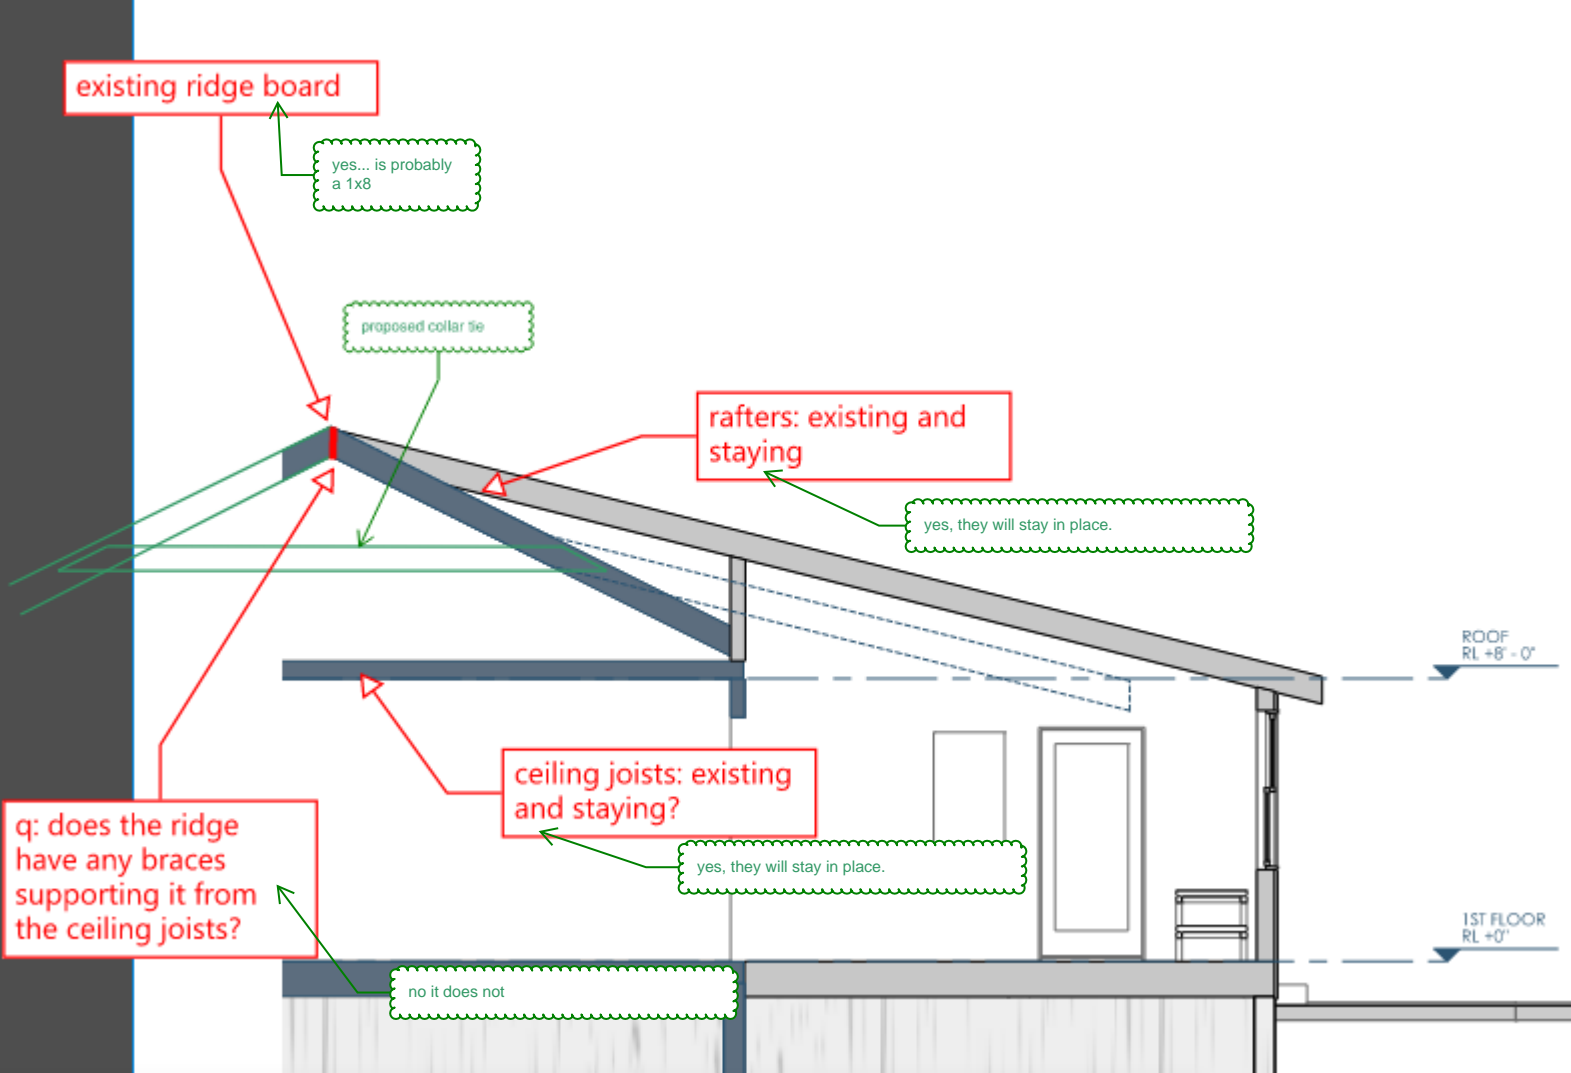 existing ridge board
yes... is probably
a 1x8
proposed collar tie
rafters: existing and
staying
yes, they will stay in place.
ROOF
RL +8' - 0"
ceiling joists: existing
and staying?
yes, they will stay in place.
q: does the ridge
have any braces
supporting it from
the ceiling joists?
1ST FLOOR
RL +0"
no it does not